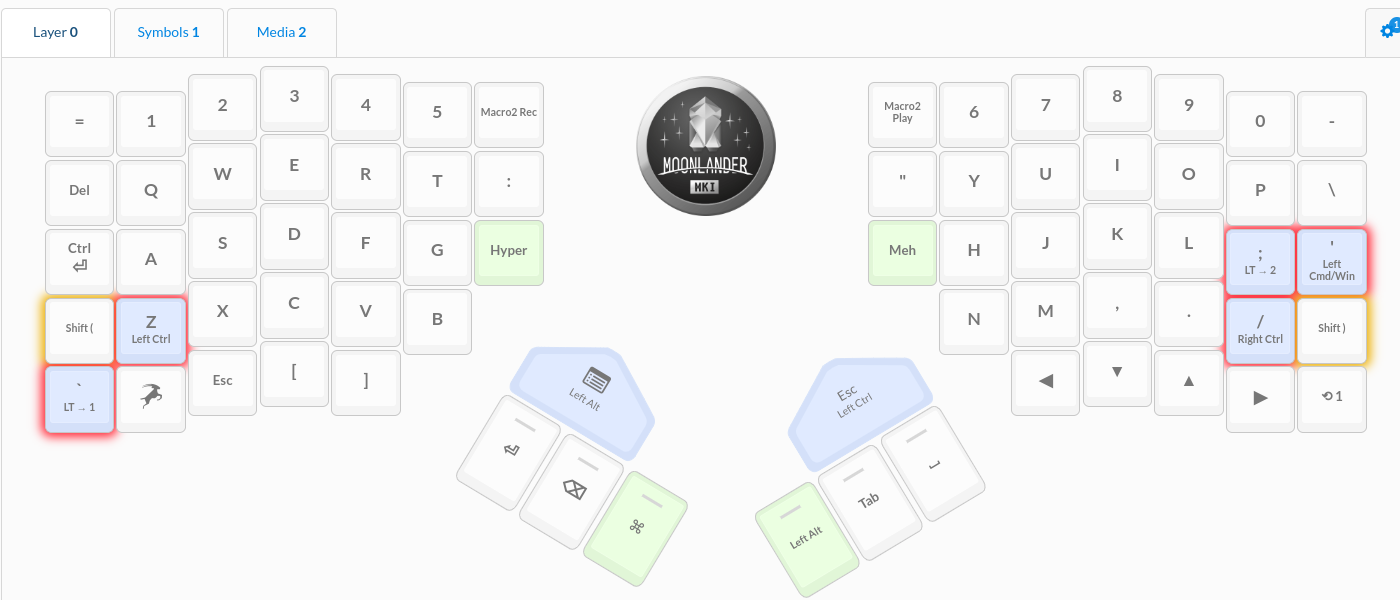 Layer 0
Symbols 1
Media 2
1
=
1
2
3
4
5
Macro2 Rec
Macro2
Play
6
7
8
9
0
-
Del
Q
W
E
R
T
:
"
Y
U
I
O
P
\
Ctrl
A
S
D
F
G
Hyper
Meh
H
J
K
L
;
LT → 2
'
Left
Cmd/Win
Shift (
Z
Left Ctrl
X
C
V
B
N
M
,
.
/
Right Ctrl
Shift )
`
LT → 1
Esc
[
]
1
Left Alt
Esc
Left Ctrl
Tab
Left Alt
MOONLANDER
MKI